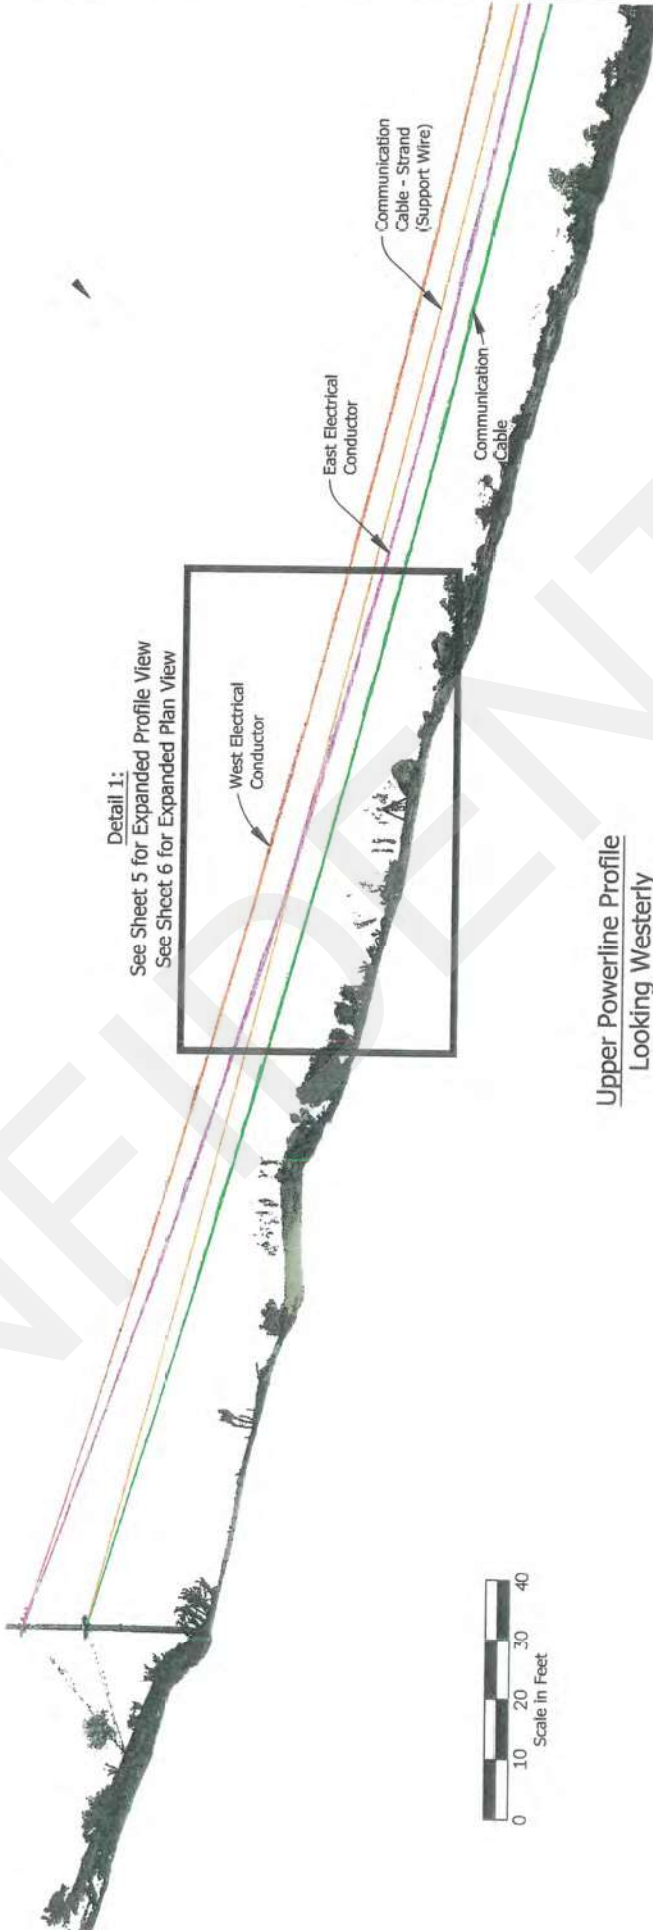 Detail 1:
See Sheet 5 for Expanded Profile View
See Sheet 6 for Expanded Plan View
West Electrical
Conductor
East Electrical
Conductor
Communication
Cable - Strand
(Support Wire)
Communication
Cable
0 10 20 30 40
Scale in Feet
Upper Powerline Profile
Looking Westerly